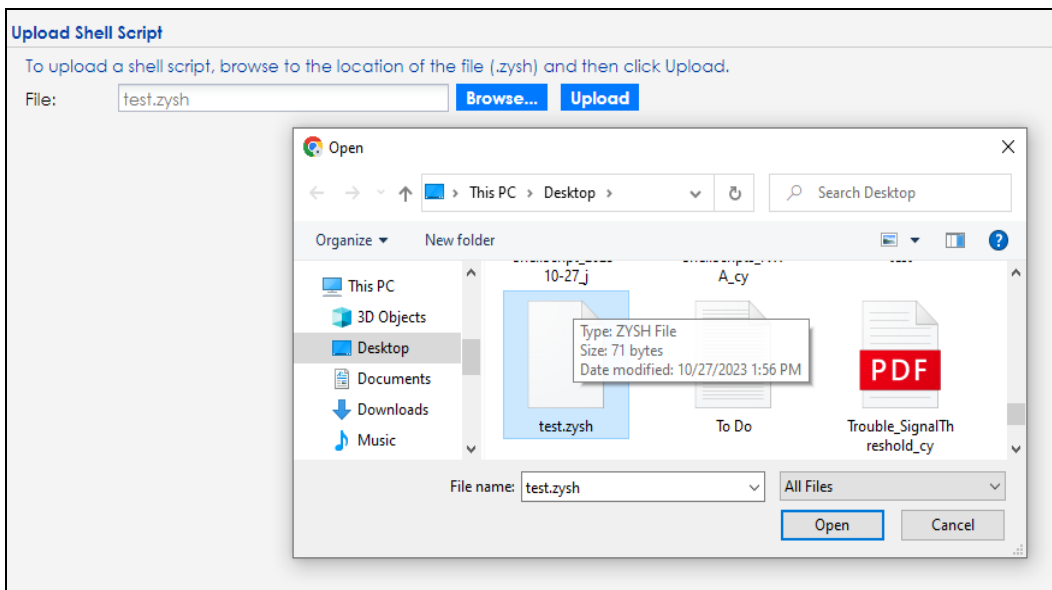 Upload Shell Script
To upload a shell script, browse to the location of the file (.zysh) and then click Upload.
File: test.zysh Browse... Upload
Open
This PC > Desktop > Search Desktop
Organize New folder
This PC
3D Objects
Desktop
Documents
Downloads
Music
10-27_j
A_cy
Type: ZYSH File
Size: 71 bytes
Date modified: 10/27/2023 1:56 PM
PDF
test.zysh
To Do
Trouble_SignalTh
reshold_cy
File name: test.zysh All Files
Open Cancel